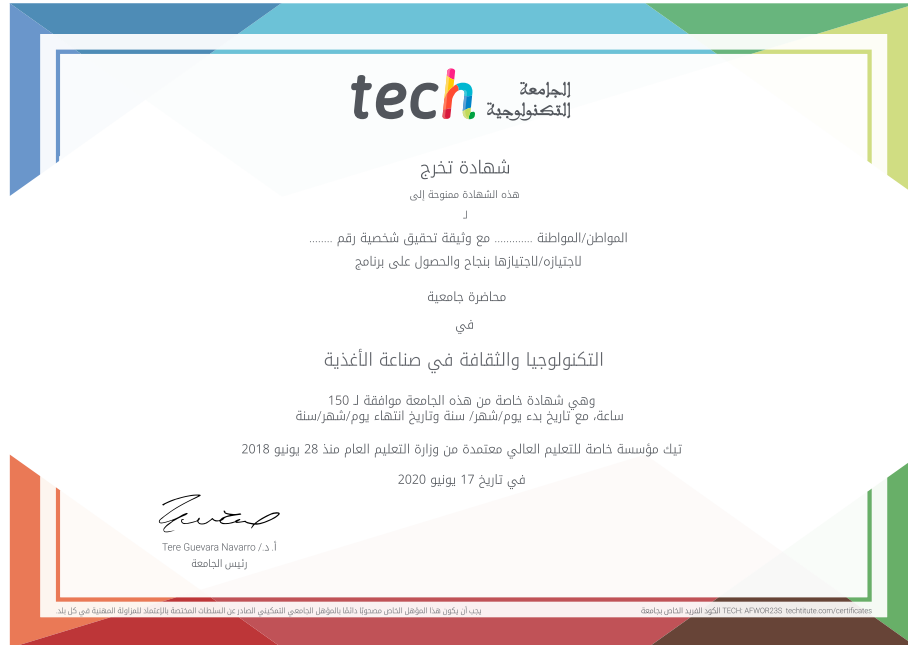 tech الجامعة
التكنولوجية
شهادة تخرج
هذه الشهادة ممنوحة إلى
لـ
المواطن/المواطنة ............. مع وثيقة تحقيق شخصية رقم ........
لاجتيازه/لاجتيازها بنجاح والحصول على برنامج
محاضرة جامعية
في
التكنولوجيا والثقافة في صناعة الأغذية
وهي شهادة خاصة من هذه الجامعة موافقة لـ 150
ساعة، مع تاريخ بدء يوم/شهر/ سنة وتاريخ انتهاء يوم/شهر/سنة
تيك مؤسسة خاصة للتعليم العالي معتمدة من وزارة التعليم العام منذ 28 يونيو 2018
في تاريخ 17 يونيو 2020
أ. د./ Tere Guevara Navarro
رئيس الجامعة
يجب أن يكون هذا المؤهل الخاص مصحوبًا دائمًا بالمؤهل الجامعي التمكيني الصادر عن السلطات المختصة بالإعتماد للمزاولة المهنية في كل بلد.
الكود الفريد الخاص بجامعة TECH: AFWOR23S techtitute.com/certificates